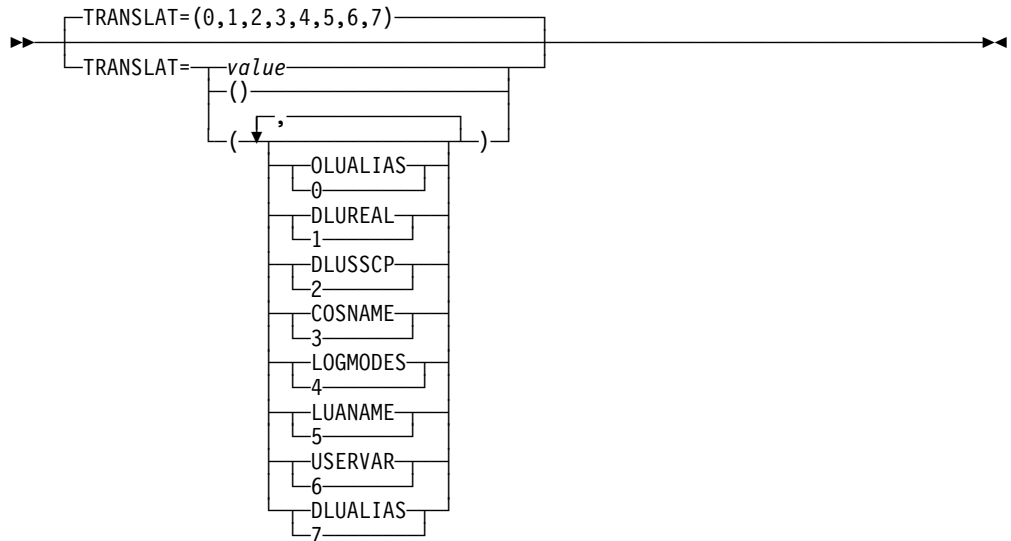 TRANSLAT=(0,1,2,3,4,5,6,7)
TRANSLAT=value
()
,
( )
OLUALIAS
0
DLUREAL
1
DLUSSCP
2
COSNAME
3
LOGMODES
4
LUANAME
5
USERVAR
6
DLUALIAS
7